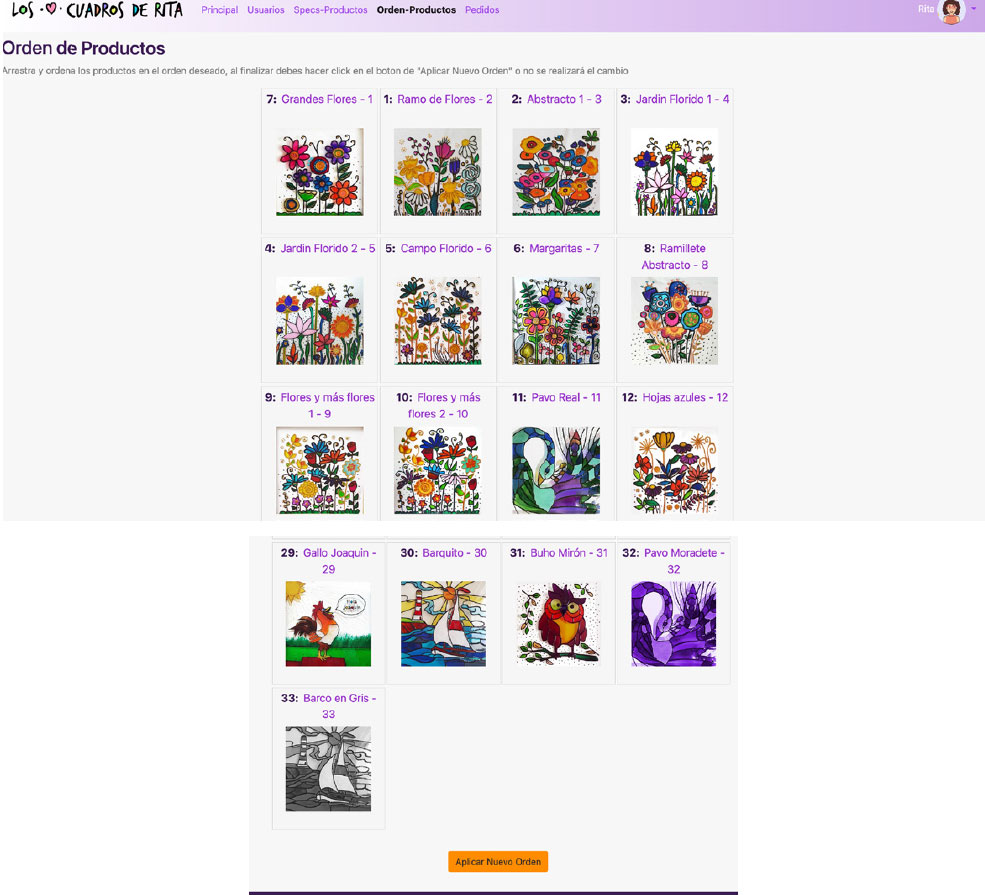 LOS CUADROS DE RITA Principal Usuarios Specs-Productos Orden-Productos Pedidos Rita
Orden de Productos
Arrastra y ordena los productos en el orden deseado, al finalizar debes hacer click en el boton de "Aplicar Nuevo Orden" o no se realizará el cambio
7: Grandes Flores - 1
1: Ramo de Flores - 2
2: Abstracto 1 - 3
3: Jardin Florido 1 - 4
4: Jardin Florido 2 - 5
5: Campo Florido - 6
6: Margaritas - 7
8: Ramillete
Abstracto - 8
9: Flores y más flores
1 - 9
10: Flores y más
flores 2 - 10
11: Pavo Real - 11
12: Hojas azules - 12
29: Gallo Joaquin -
29
Hola
Joaquin
30: Barquito - 30
31: Buho Mirón - 31
32: Pavo Moradete -
32
33: Barco en Gris -
33
Aplicar Nuevo Orden